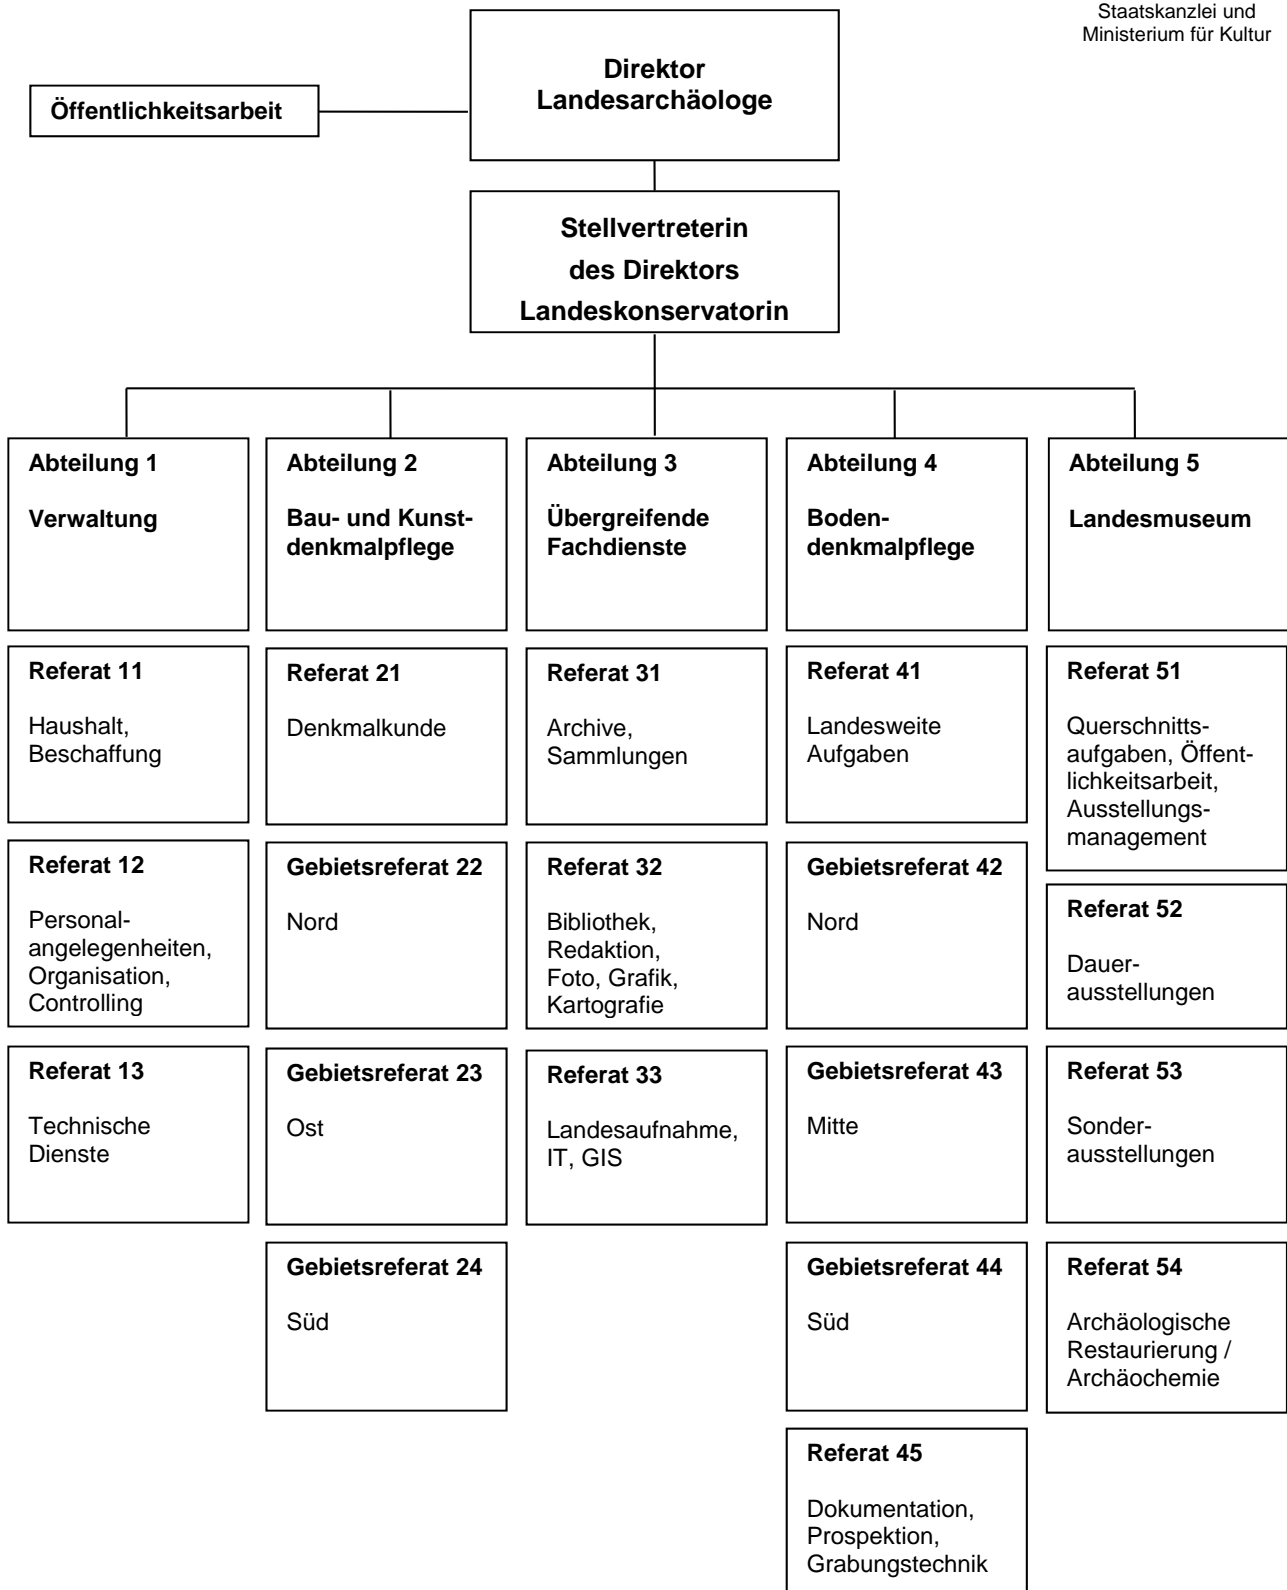 Staatskanzlei und
Ministerium für Kultur
Direktor
Landesarchäologe
Öffentlichkeitsarbeit
Stellvertreterin
des Direktors
Landeskonservatorin
Abteilung 1
Verwaltung
Referat 11
Haushalt,
Beschaffung
Referat 12
Personal-
angelegenheiten,
Organisation,
Controlling
Referat 13
Technische
Dienste
Abteilung 2
Bau- und Kunst-
denkmalpflege
Referat 21
Denkmalkunde
Gebietsreferat 22
Nord
Gebietsreferat 23
Ost
Gebietsreferat 24
Süd
Abteilung 3
Übergreifende
Fachdienste
Referat 31
Archive,
Sammlungen
Referat 32
Bibliothek,
Redaktion,
Foto, Grafik,
Kartografie
Referat 33
Landesaufnahme,
IT, GIS
Abteilung 4
Boden-
denkmalpflege
Referat 41
Landesweite
Aufgaben
Gebietsreferat 42
Nord
Gebietsreferat 43
Mitte
Gebietsreferat 44
Süd
Referat 45
Dokumentation,
Prospektion,
Grabungstechnik
Abteilung 5
Landesmuseum
Referat 51
Querschnitts-
aufgaben, Öffent-
lichkeitsarbeit,
Ausstellungs-
management
Referat 52
Dauer-
ausstellungen
Referat 53
Sonder-
ausstellungen
Referat 54
Archäologische
Restaurierung /
Archäochemie